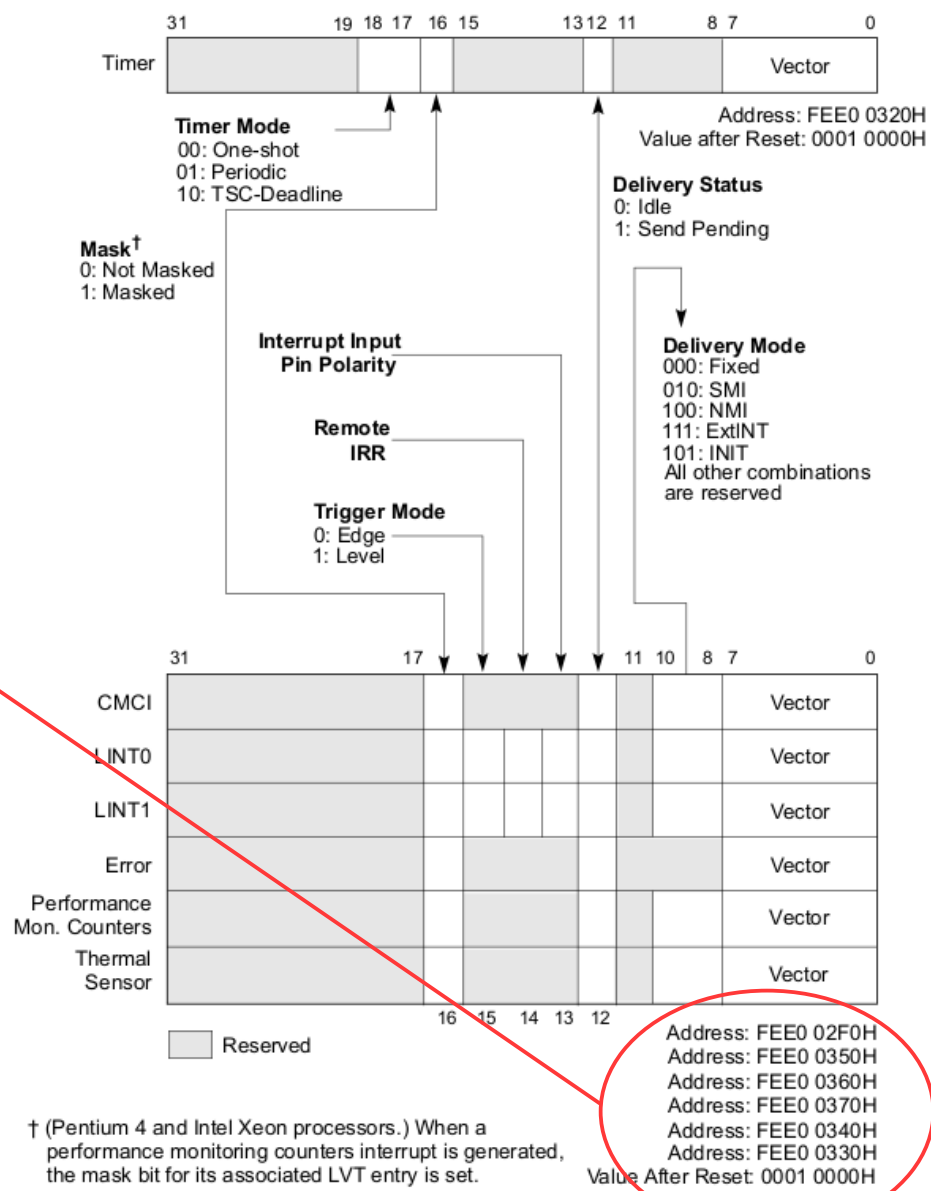 31 19 18 17 16 15 13 12 11 8 7 0
Timer Vector
Address: FEE0 0320H
Value after Reset: 0001 0000H
Timer Mode
00: One-shot
01: Periodic
10: TSC-Deadline
Delivery Status
0: Idle
1: Send Pending
Mask†
0: Not Masked
1: Masked
Interrupt Input
Pin Polarity
Delivery Mode
000: Fixed
010: SMI
100: NMI
111: ExtINT
101: INIT
All other combinations
are reserved
Remote
IRR
Trigger Mode
0: Edge
1: Level
31 17 11 10 8 7 0
CMCI Vector
LINT0 Vector
LINT1 Vector
Error Vector
Performance
Mon. Counters Vector
Thermal
Sensor Vector
16 15 14 13 12
Reserved
Address: FEE0 02F0H
Address: FEE0 0350H
Address: FEE0 0360H
Address: FEE0 0370H
Address: FEE0 0340H
Address: FEE0 0330H
Value After Reset: 0001 0000H
† (Pentium 4 and Intel Xeon processors.) When a
performance monitoring counters interrupt is generated,
the mask bit for its associated LVT entry is set.